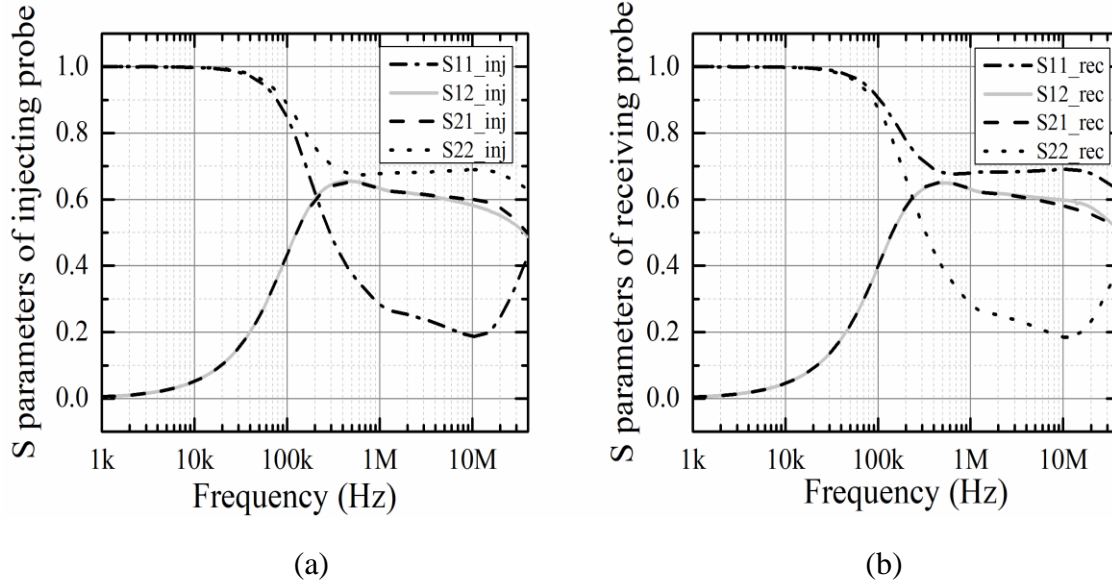 S parameters of injecting probe
1.0
0.8
0.6
0.4
0.2
0.0
1k 10k 100k 1M 10M
Frequency (Hz)
S11_inj
S12_inj
S21_inj
S22_inj
(a)
S parameters of receiving probe
1.0
0.8
0.6
0.4
0.2
0.0
1k 10k 100k 1M 10M
Frequency (Hz)
S11_rec
S12_rec
S21_rec
S22_rec
(b)